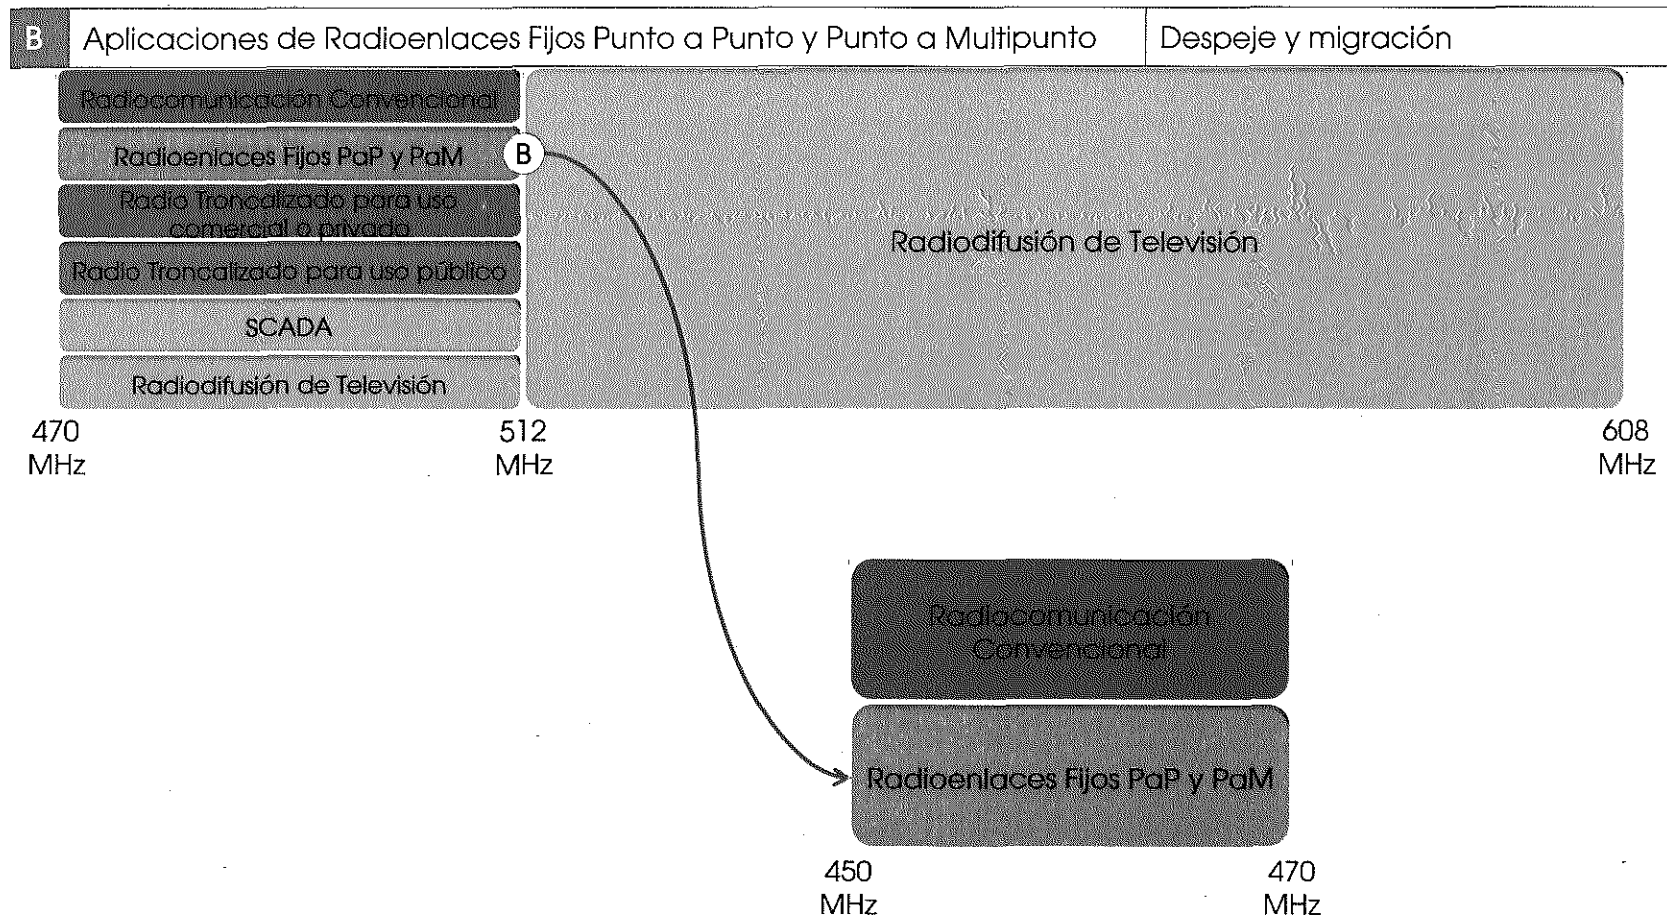 B Aplicaciones de Radioenlaces Fijos Punto a Punto y Punto a Multipunto Despeje y migración
Radiocomunicación Convencional
Radioenlaces Fijos PaP y PaM
B
Radio Troncalizado para uso
comercial o privado
Radio Troncalizado para uso público
SCADA
Radiodifusión de Televisión
Radiodifusión de Televisión
470
MHz
512
MHz
608
MHz
Radiocomunicación
Convencional
Radioenlaces Fijos PaP y PaM
450
MHz
470
MHz